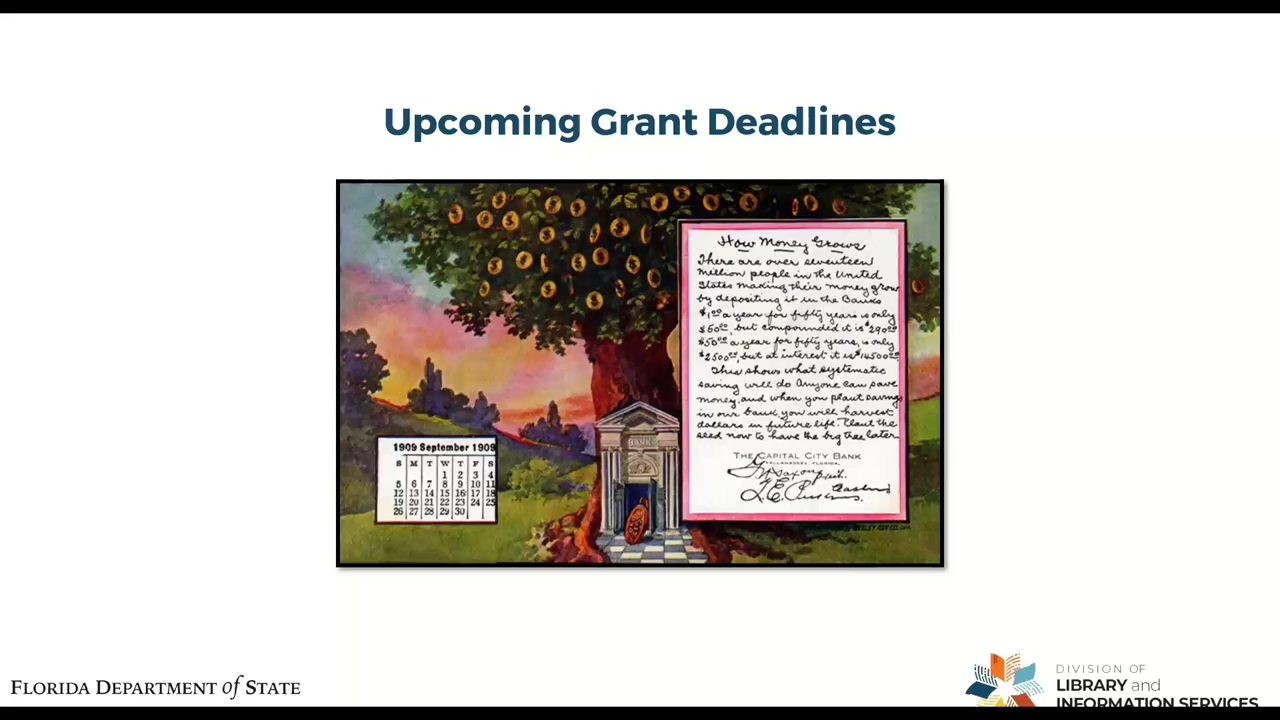 Upcoming Grant Deadlines
How Money Grows
There are over seventeen
million people in the United
States making their money grow
by depositing it in the Banks
$1.00 a year for fifty years is only
$50.00, but compounded it is $290.00
$50.00 a year for fifty years, is only
$2500.00, but at interest it is $14500.00.
This shows what systematic
saving will do Anyone can save
money, and when you plant savings
in our bank you will harvest
dollars in future life. Plant the
seed now to have the big tree later
THE CAPITAL CITY BANK
TALLAHASSEE, FLORIDA.
BANK
1909 September 1909
S M T W T F S
1 2 3 4
5 6 7 8 9 10 11
12 13 14 15 16 17 18
19 20 21 22 23 24 25
26 27 28 29 30
FLORIDA DEPARTMENT of STATE
DIVISION OF
LIBRARY and
INFORMATION SERVICES